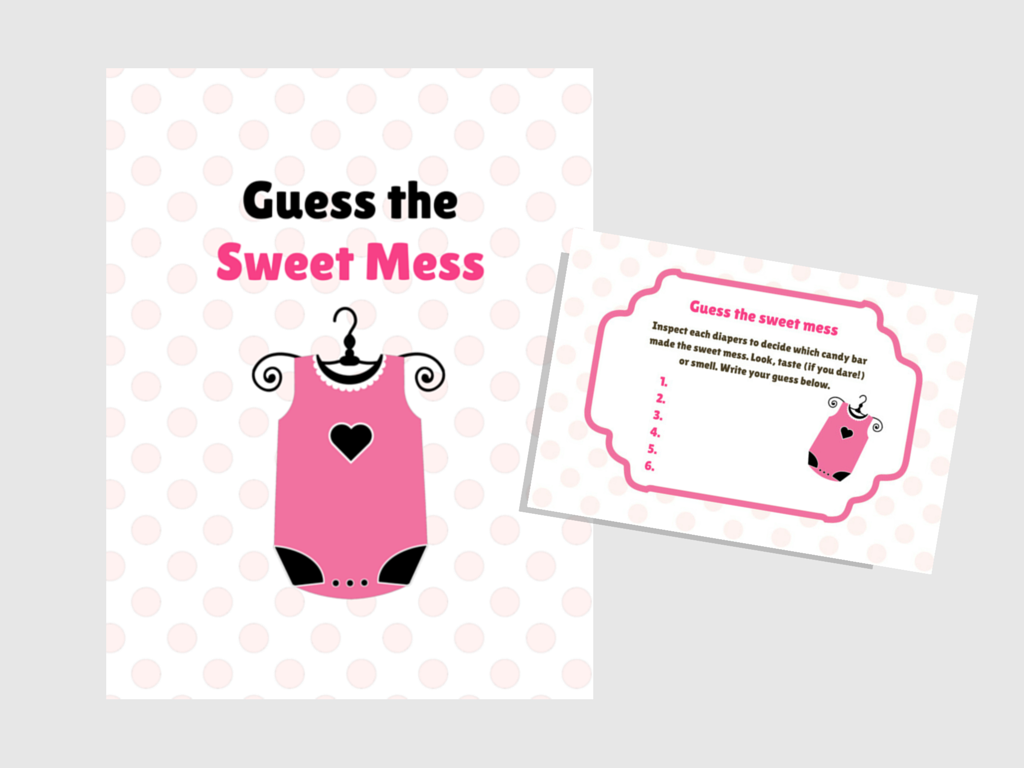 Guess the
Sweet Mess
Guess the sweet mess
Inspect each diapers to decide which candy bar
made the sweet mess. Look, taste (if you dare!)
or smell. Write your guess below.
1.
2.
3.
4.
5.
6.